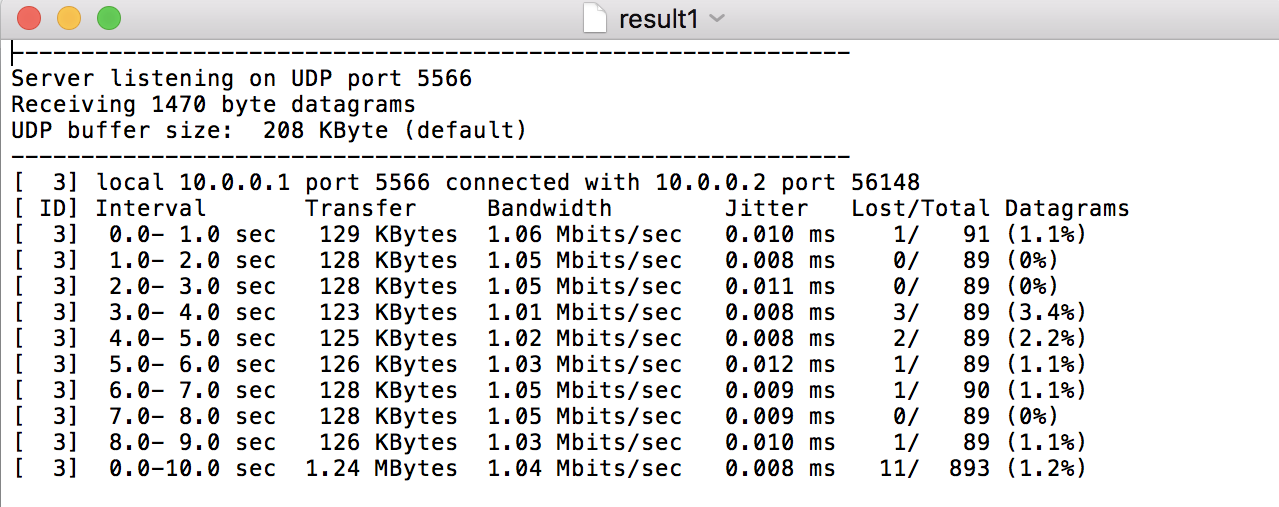 result1
------------------------------------------------------------
Server listening on UDP port 5566
Receiving 1470 byte datagrams
UDP buffer size:  208 KByte (default)
------------------------------------------------------------
[  3] local 10.0.0.1 port 5566 connected with 10.0.0.2 port 56148
[ ID] Interval       Transfer     Bandwidth        Jitter   Lost/Total Datagrams
[  3]  0.0- 1.0 sec   129 KBytes  1.06 Mbits/sec   0.010 ms    1/   91 (1.1%)
[  3]  1.0- 2.0 sec   128 KBytes  1.05 Mbits/sec   0.008 ms    0/   89 (0%)
[  3]  2.0- 3.0 sec   128 KBytes  1.05 Mbits/sec   0.011 ms    0/   89 (0%)
[  3]  3.0- 4.0 sec   123 KBytes  1.01 Mbits/sec   0.008 ms    3/   89 (3.4%)
[  3]  4.0- 5.0 sec   125 KBytes  1.02 Mbits/sec   0.008 ms    2/   89 (2.2%)
[  3]  5.0- 6.0 sec   126 KBytes  1.03 Mbits/sec   0.012 ms    1/   89 (1.1%)
[  3]  6.0- 7.0 sec   128 KBytes  1.05 Mbits/sec   0.009 ms    1/   90 (1.1%)
[  3]  7.0- 8.0 sec   128 KBytes  1.05 Mbits/sec   0.009 ms    0/   89 (0%)
[  3]  8.0- 9.0 sec   126 KBytes  1.03 Mbits/sec   0.010 ms    1/   89 (1.1%)
[  3]  0.0-10.0 sec  1.24 MBytes  1.04 Mbits/sec   0.008 ms   11/  893 (1.2%)